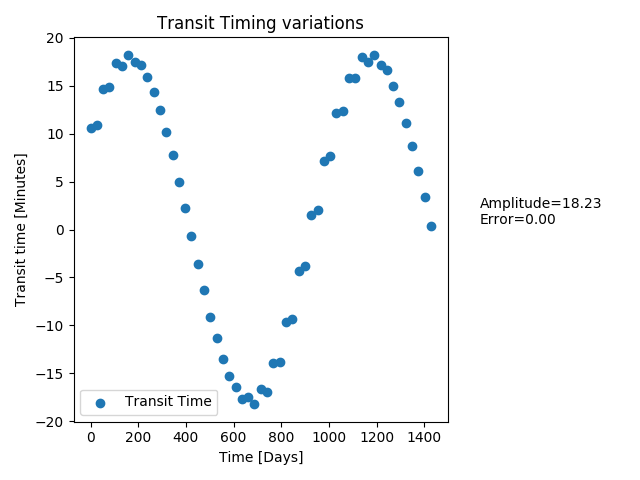 Transit Timing variations
20
15
10
5
0
−5
−10
−15
−20
Transit time [Minutes]
Transit Time
0 200 400 600 800 1000 1200 1400
Time [Days]
Amplitude=18.23
Error=0.00